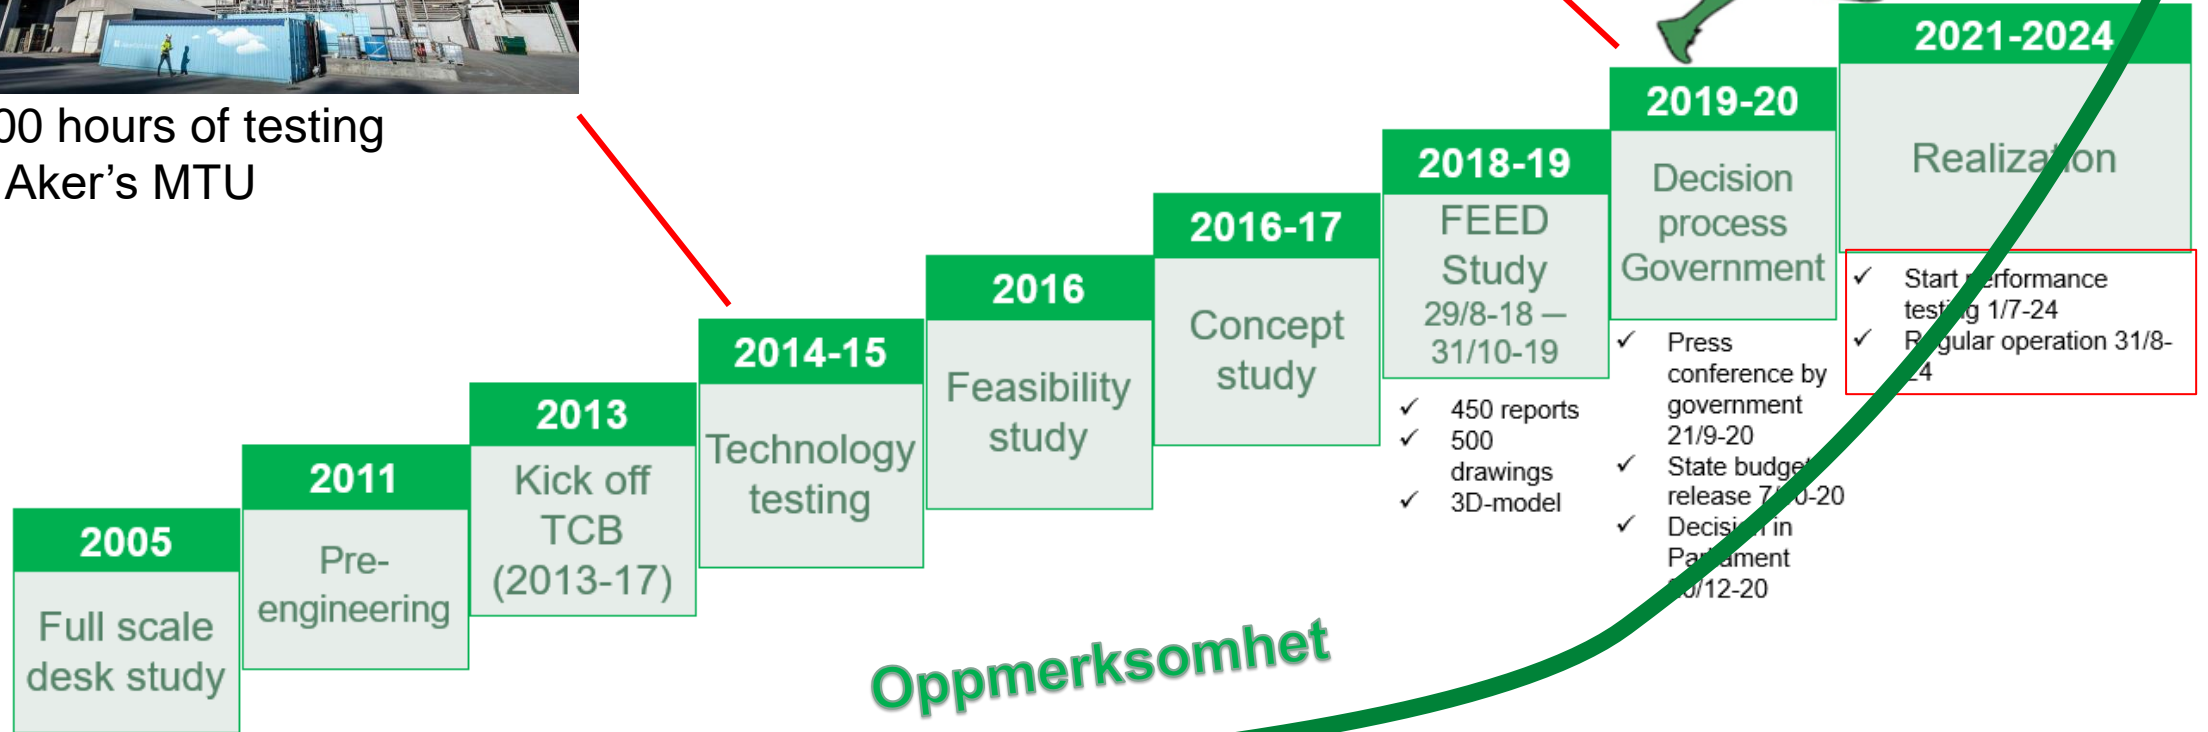 00 hours of testing
Aker’s MTU
2005
Full scale
desk study
2011
Pre-
engineering
2013
Kick off
TCB
(2013-17)
2014-15
Technology
testing
2016
Feasibility
study
2016-17
Concept
study
2018-19
FEED
Study
29/8-18 –
31/10-19
✓ 450 reports
✓ 500
drawings
✓ 3D-model
2019-20
Decision
process
Government
✓ Press
conference by
government
21/9-20
✓ State budget
release 7/10-20
✓ Decision in
Parliament
2021-2024
Realization
✓ Start performance
testing 1/7-24
✓ Regular operation 31/8-
24
Oppmerksomhet